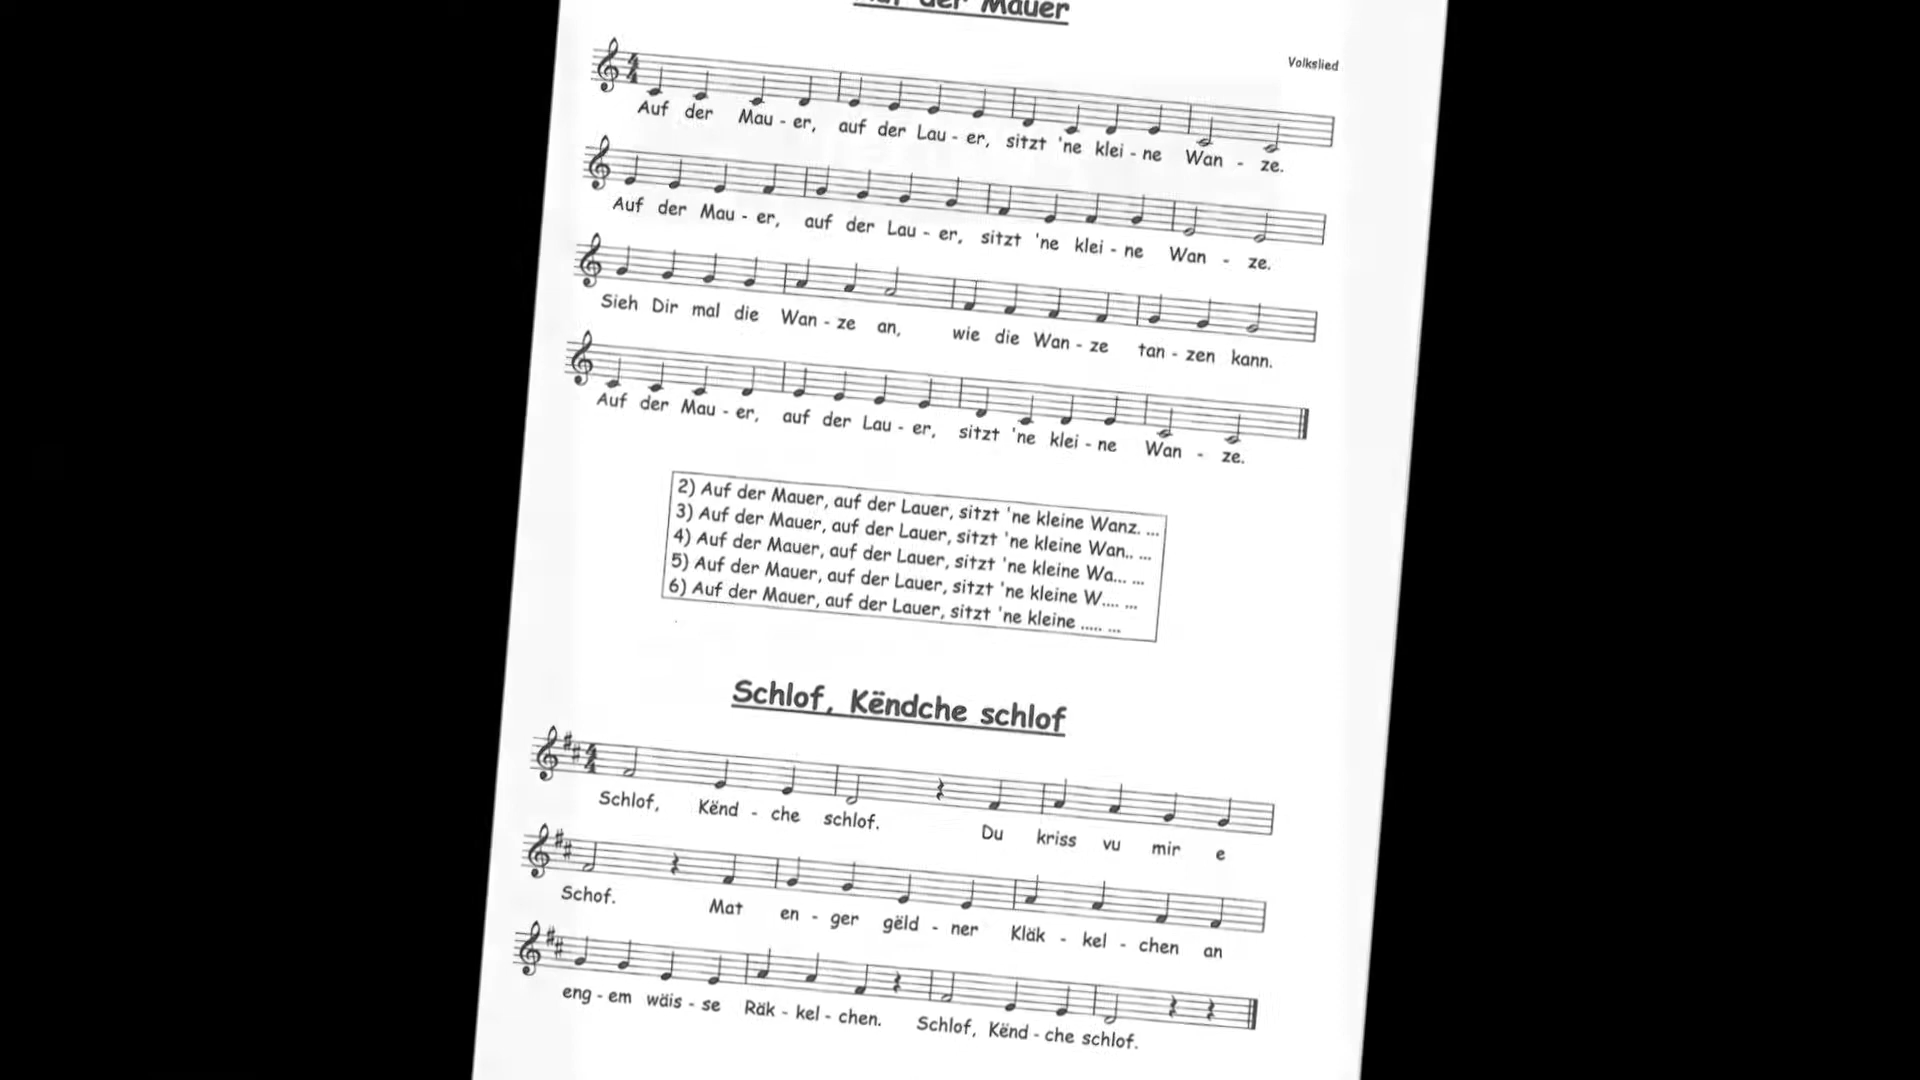 der Mauer
Volkslied
Auf der Mau - er, auf der Lau - er, sitzt 'ne klei - ne Wan - ze.
Auf der Mau - er, auf der Lau - er, sitzt 'ne klei - ne Wan - ze.
Sieh Dir mal die Wan - ze an, wie die Wan - ze tan - zen kann.
Auf der Mau - er, auf der Lau - er, sitzt 'ne klei - ne Wan - ze.
2) Auf der Mauer, auf der Lauer, sitzt 'ne kleine Wanz. ...
3) Auf der Mauer, auf der Lauer, sitzt 'ne kleine Wan.. ...
4) Auf der Mauer, auf der Lauer, sitzt 'ne kleine Wa... ...
5) Auf der Mauer, auf der Lauer, sitzt 'ne kleine W.... ...
6) Auf der Mauer, auf der Lauer, sitzt 'ne kleine ..... ...
Schlof, Këndche schlof
Schlof, Kënd - che schlof. Du kriss vu mir e
Schof. Mat en - ger gëld - ner Kläk - kel - chen an
eng - em wäis - se Räk - kel - chen. Schlof, Kënd - che schlof.